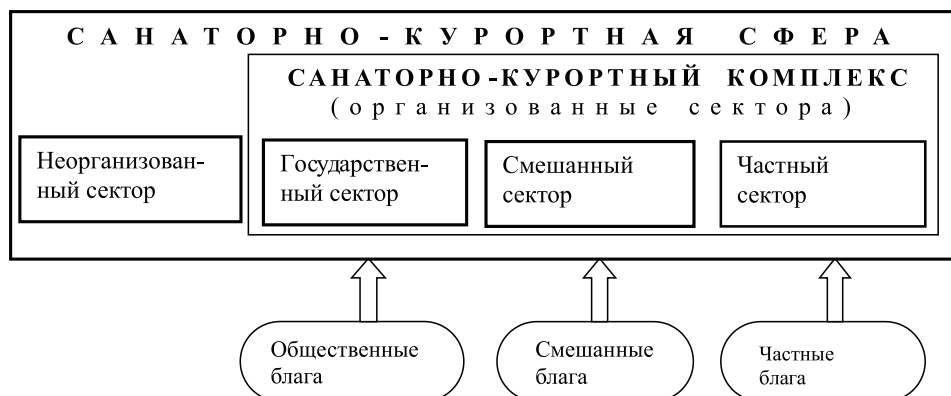 САНАТОРНО-КУРОРТНАЯ СФЕРА
САНАТОРНО-КУРОРТНЫЙ КОМПЛЕКС
(организованные сектора)
Неорганизован-
ный сектор
Государствен-
ный сектор
Смешанный
сектор
Частный
сектор
Общественные
блага
Смешанные
блага
Частные
блага